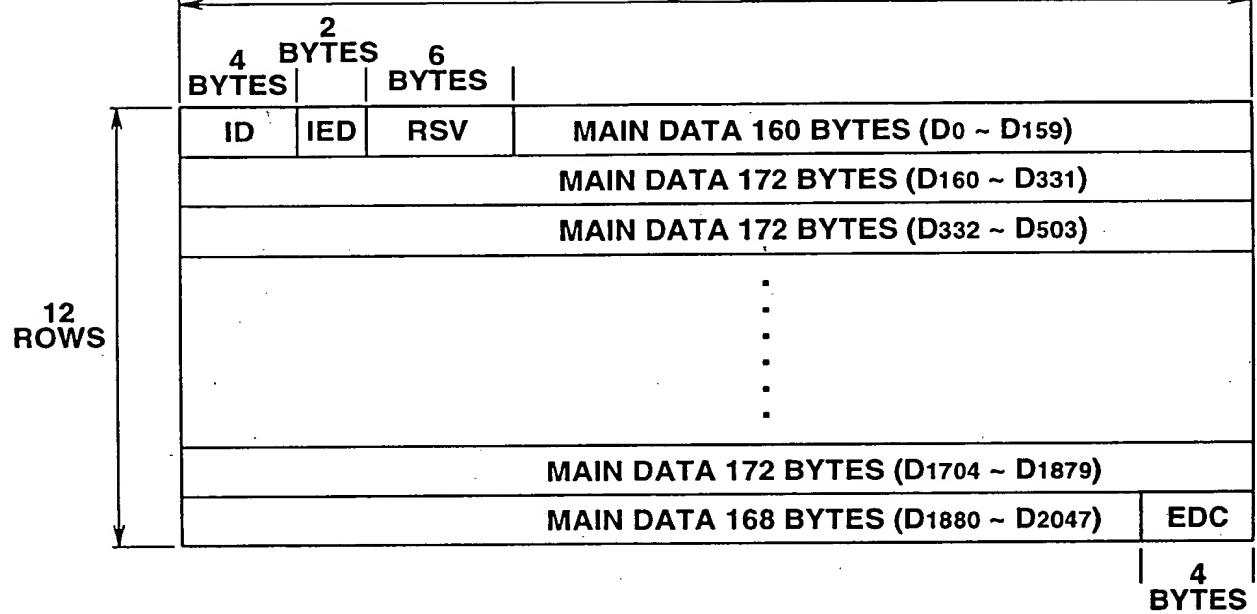 2
BYTES
4
BYTES
6
BYTES
ID IED RSV MAIN DATA 160 BYTES (D0 ~ D159)
MAIN DATA 172 BYTES (D160 ~ D331)
MAIN DATA 172 BYTES (D332 ~ D503)
12
ROWS
MAIN DATA 172 BYTES (D1704 ~ D1879)
MAIN DATA 168 BYTES (D1880 ~ D2047) EDC
4
BYTES